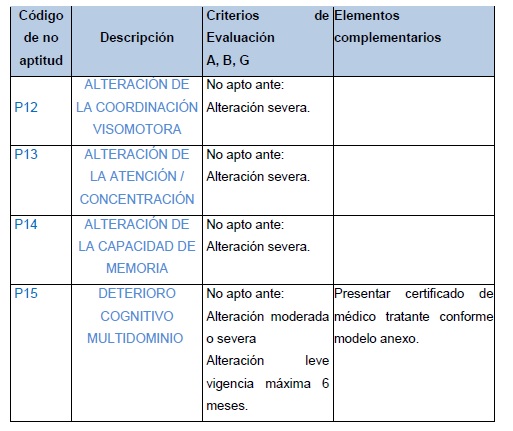 Código de no aptitud
Descripción
Criterios de Evaluación A, B, G
Elementos complementarios
P12
ALTERACIÓN DE
LA COORDINACIÓN
VISOMOTORA
No apto ante:
Alteración severa.
P13
ALTERACIÓN DE
LA ATENCIÓN /
CONCENTRACIÓN
No apto ante:
Alteración severa.
P14
ALTERACIÓN DE
LA CAPACIDAD DE
MEMORIA
No apto ante:
Alteración severa.
P15
DETERIORO
COGNITIVO
MULTIDOMINIO
No apto ante:
Alteración moderada
o severa
Alteración leve
vigencia máxima 6
meses.
Presentar certificado de
médico tratante conforme
modelo anexo.